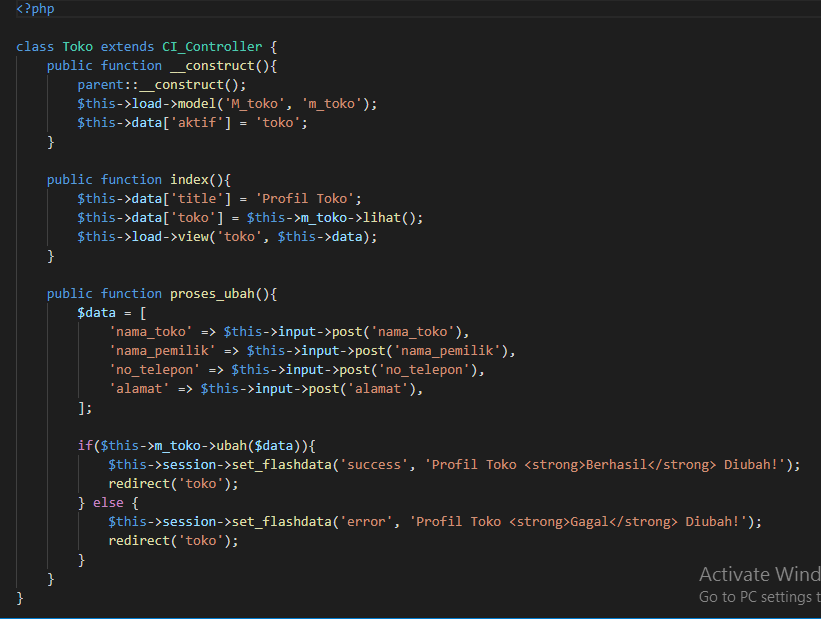 <?php
class Toko extends CI_Controller {
    public function __construct(){
        parent::__construct();
        $this->load->model('M_toko', 'm_toko');
        $this->data['aktif'] = 'toko';
    }
    public function index(){
        $this->data['title'] = 'Profil Toko';
        $this->data['toko'] = $this->m_toko->lihat();
        $this->load->view('toko', $this->data);
    }
    public function proses_ubah(){
        $data = [
            'nama_toko' => $this->input->post('nama_toko'),
            'nama_pemilik' => $this->input->post('nama_pemilik'),
            'no_telepon' => $this->input->post('no_telepon'),
            'alamat' => $this->input->post('alamat'),
        ];
        if($this->m_toko->ubah($data)){
            $this->session->set_flashdata('success', 'Profil Toko <strong>Berhasil</strong> Diubah!');
            redirect('toko');
        } else {
            $this->session->set_flashdata('error', 'Profil Toko <strong>Gagal</strong> Diubah!');
            redirect('toko');
        }
    }
}
Activate Wind
Go to PC settings t